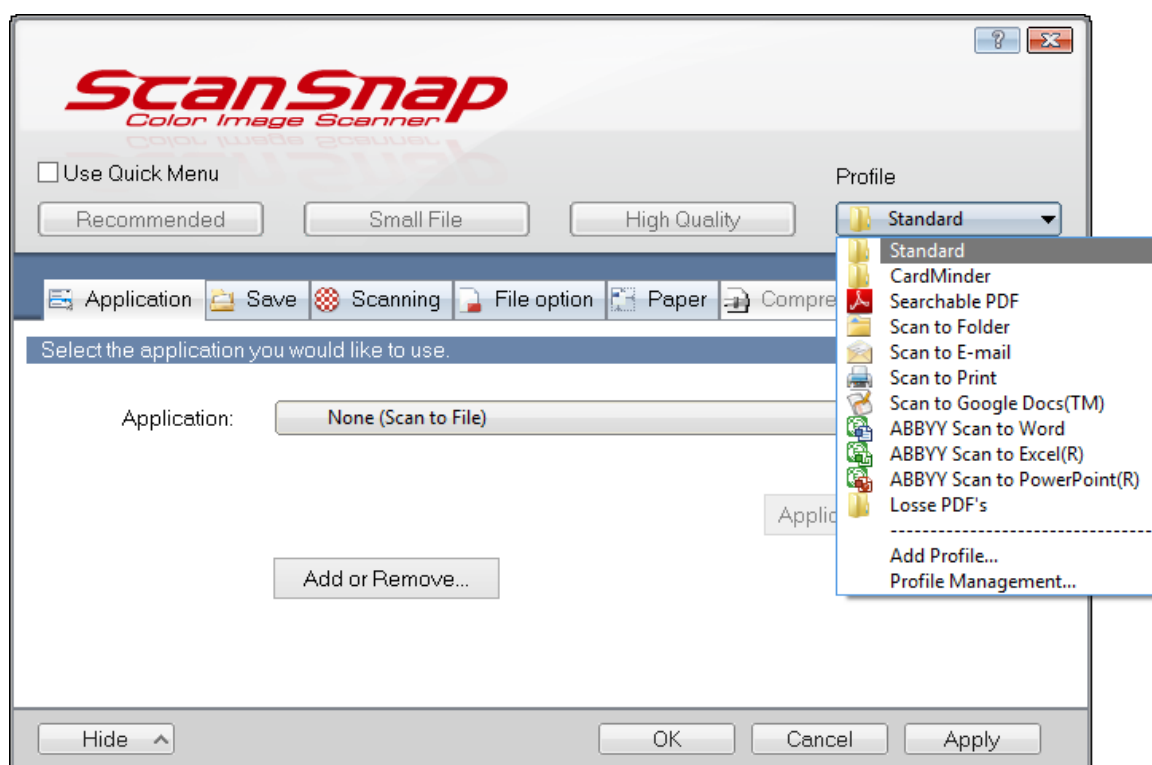 ?
ScanSnap
Color Image Scanner
Use Quick Menu
Profile
Recommended
Small File
High Quality
Standard
Standard
CardMinder
Searchable PDF
Scan to Folder
Scan to E-mail
Scan to Print
Scan to Google Docs(TM)
ABBYY Scan to Word
ABBYY Scan to Excel(R)
ABBYY Scan to PowerPoint(R)
Losse PDF's
Add Profile...
Profile Management...
Application
Save
Scanning
File option
Paper
Compre
Select the application you would like to use.
Application:
None (Scan to File)
Applic
Add or Remove...
Hide
OK
Cancel
Apply